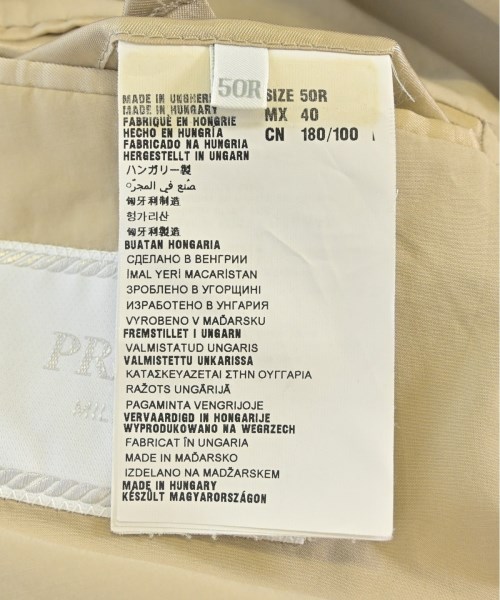 50R
MADE IN UNGHERIA
MADE IN HUNGARY
FABRIQUÉ EN HONGRIE
HECHO EN HUNGRÍA
FABRICADO NA HUNGRIA
HERGESTELLT IN UNGARN
ハンガリー製
صنع في المجر
匈牙利制造
헝가리산
匈牙利製造
BUATAN HONGARIA
СДЕЛАНО В ВЕНГРИИ
İMAL YERİ MACARİSTAN
ЗРОБЛЕНО В УГОРЩИНІ
ИЗРАБОТЕНО В УНГАРИЯ
VYROBENO V MAĎARSKU
FREMSTILLET I UNGARN
VALMISTATUD UNGARIS
VALMISTETTU UNKARISSA
ΚΑΤΑΣΚΕΥΑΖΕΤΑΙ ΣΤΗΝ ΟΥΓΓΑΡΙΑ
RAŽOTS UNGĀRIJĀ
PAGAMINTA VENGRIJOJE
VERVAARDIGD IN HONGARIJE
WYPRODUKOWANO NA WEGRZECH
FABRICAT ÎN UNGARIA
MADE IN MAĎARSKO
IZDELANO NA MADŽARSKEM
MADE IN HUNGARY
KÉSZÜLT MAGYARORSZÁGON
SIZE 50R
MX 40
CN 180/100
PR
MIL